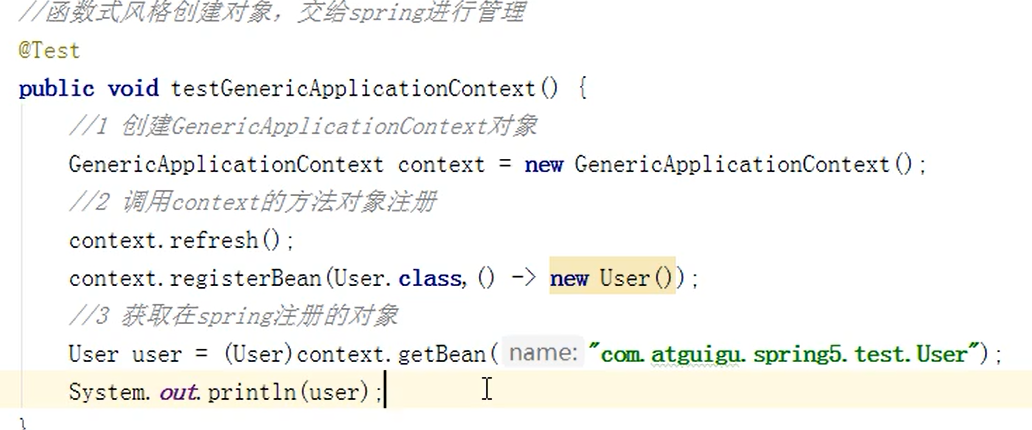 //函数式风格创建对象，交给spring进行管理
@Test
public void testGenericApplicationContext() {
//1 创建GenericApplicationContext对象
GenericApplicationContext context = new GenericApplicationContext();
//2 调用context的方法对象注册
context.refresh();
context.registerBean(User.class,() -> new User());
//3 获取在spring注册的对象
User user = (User)context.getBean( name: "com.atguigu.spring5.test.User");
System.out.println(user);
}